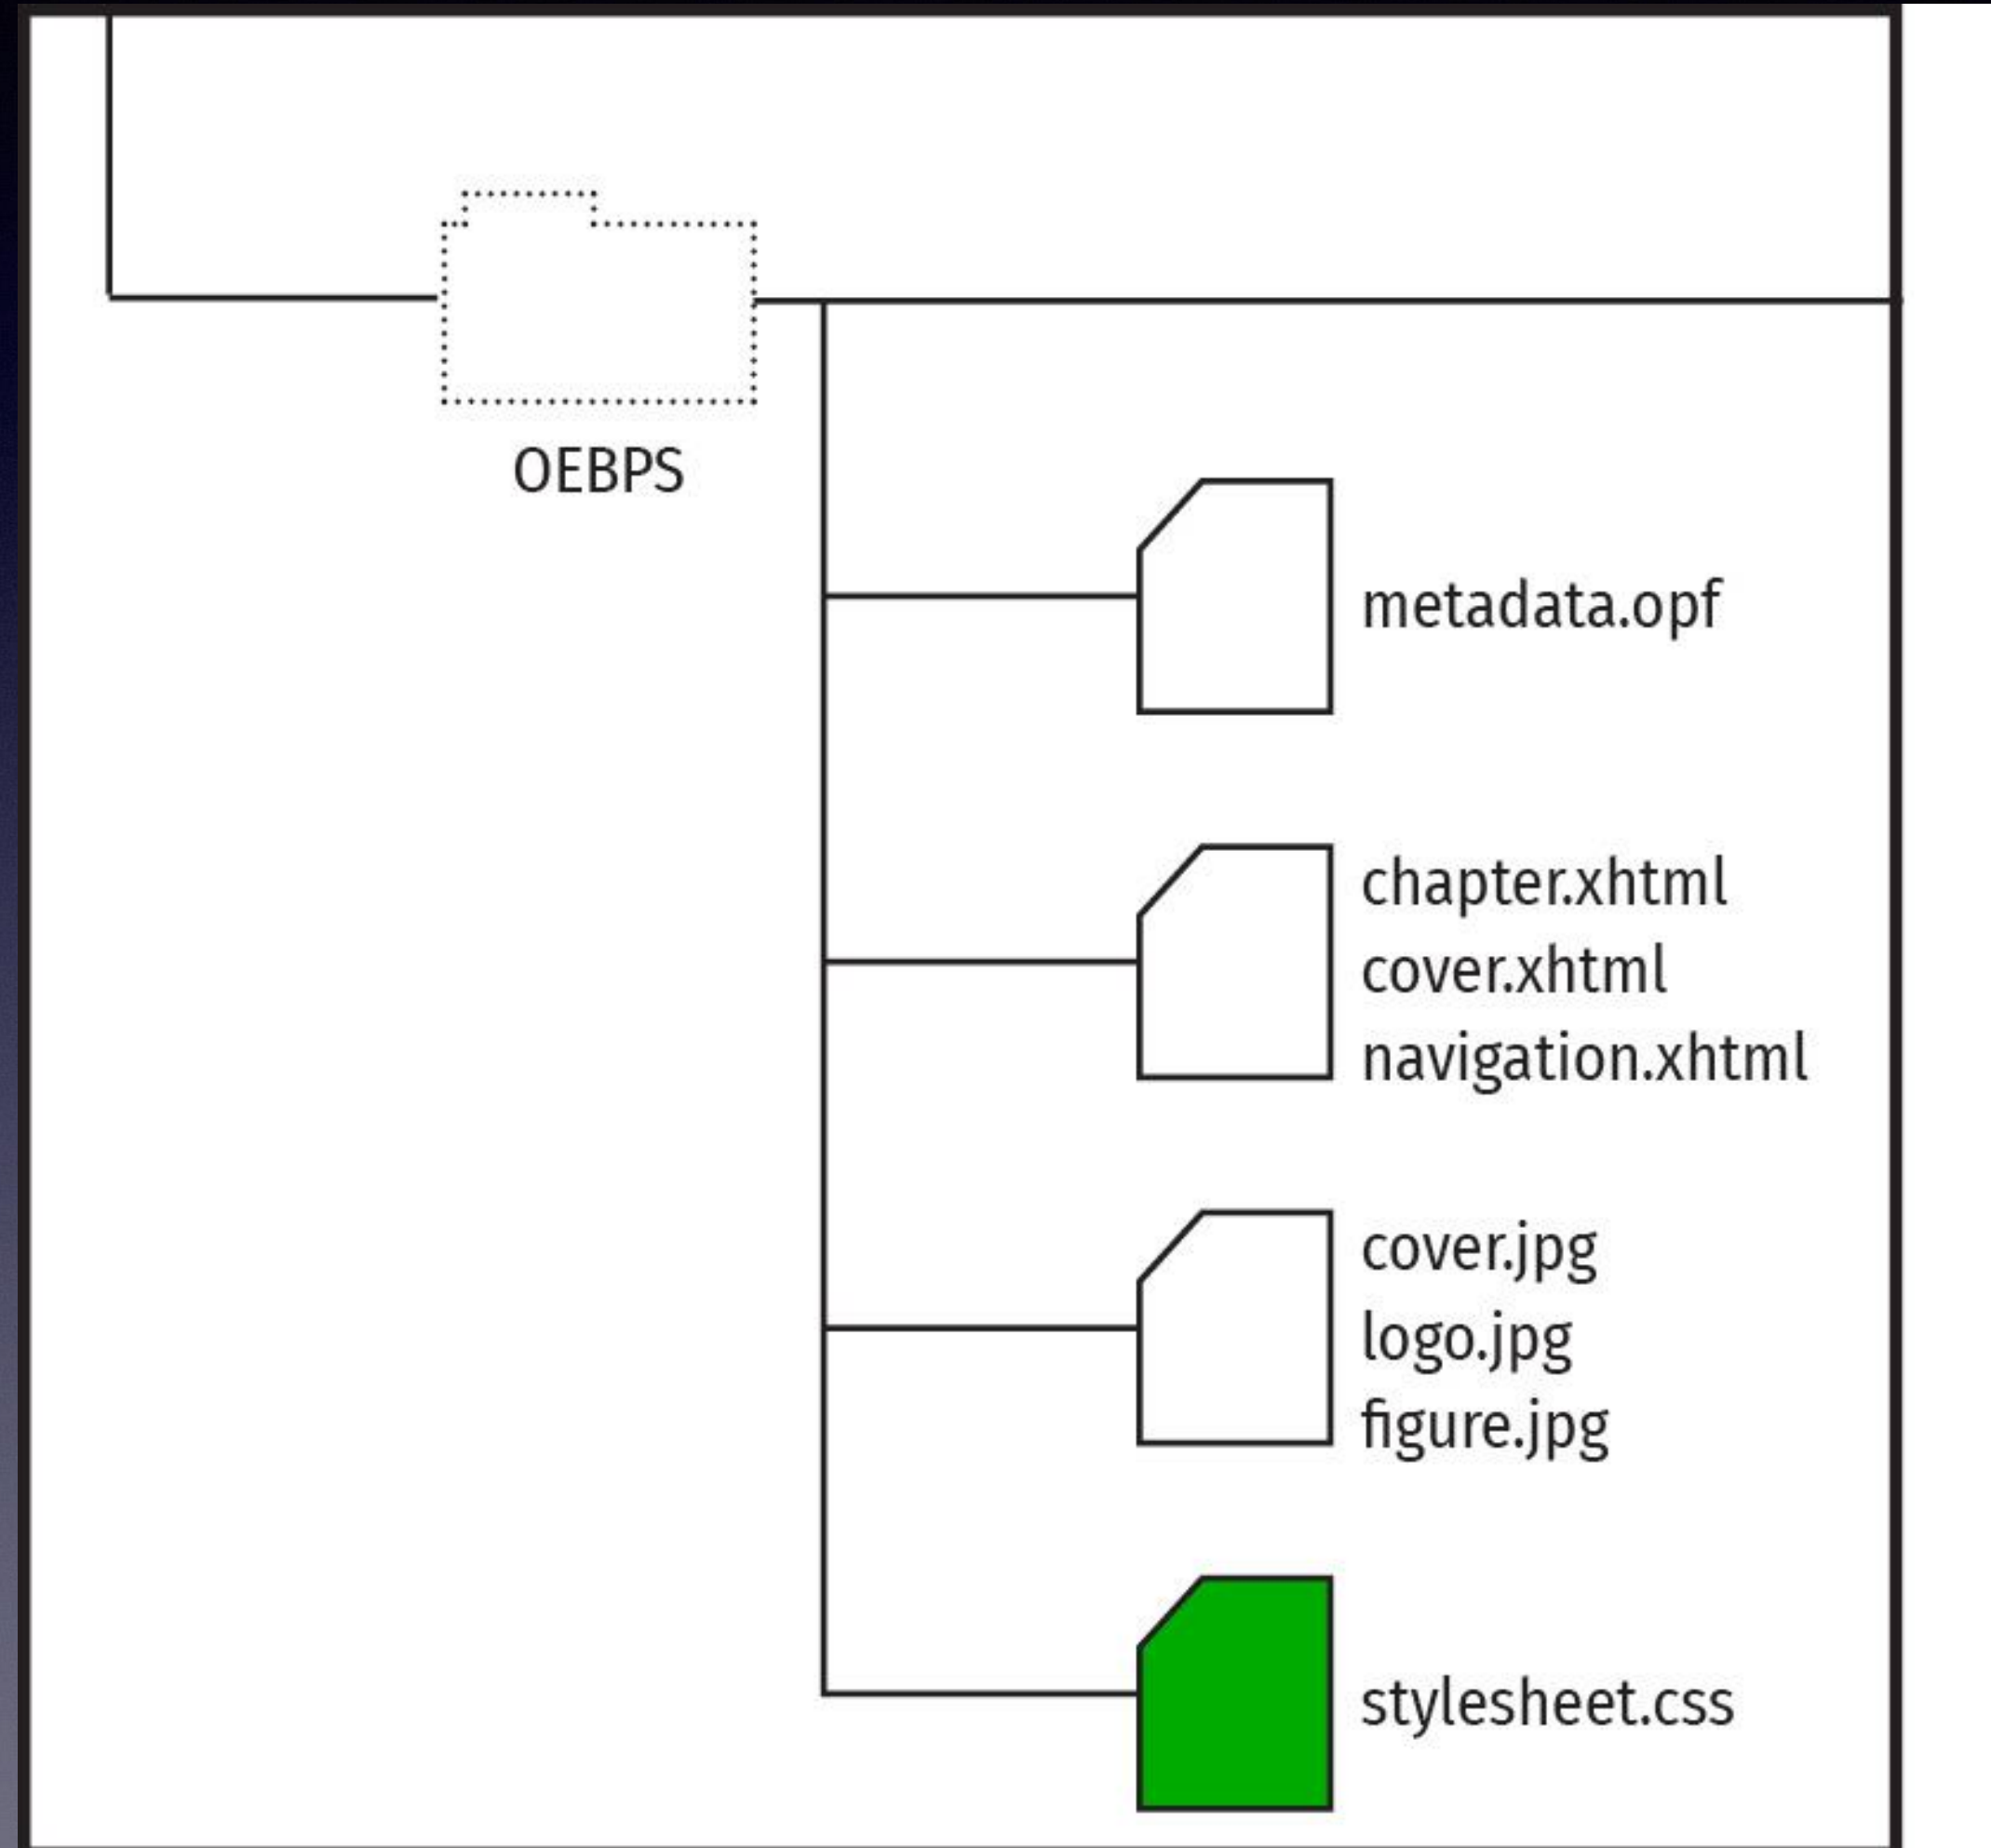 OEBPS
metadata.opf
chapter.xhtml
cover.xhtml
navigation.xhtml
cover.jpg
logo.jpg
figure.jpg
stylesheet.css